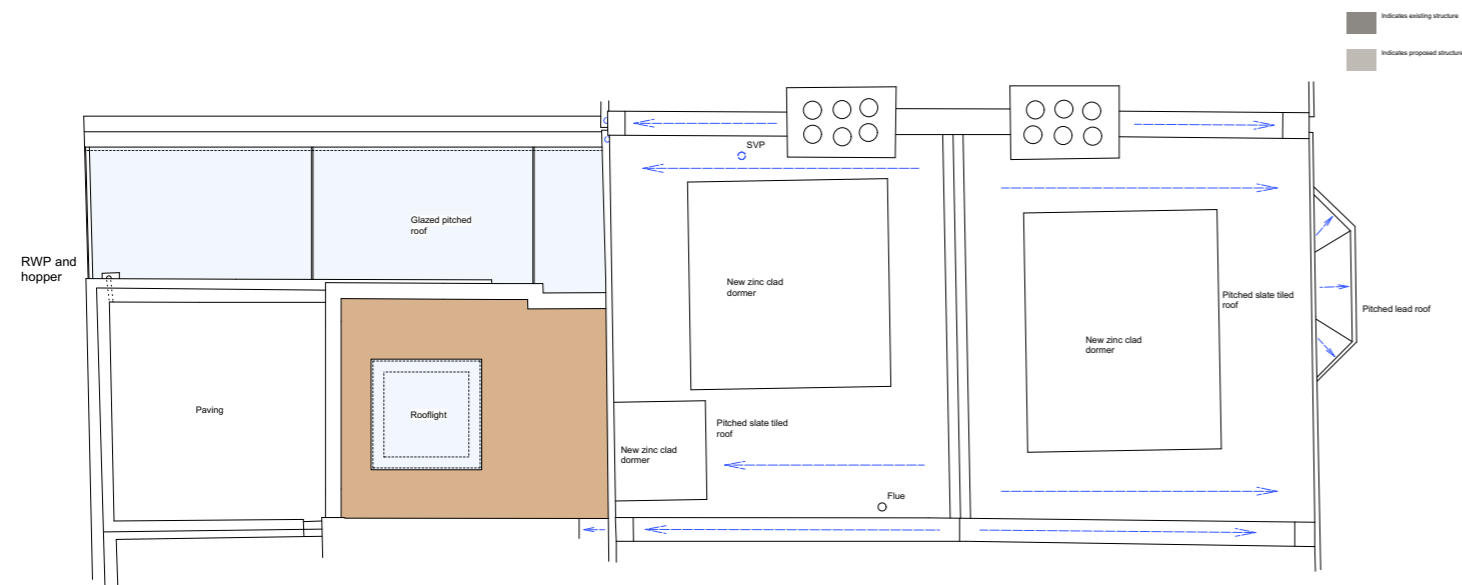 Indicates existing structure
Indicates proposed structure
SVP
Glazed pitched
roof
RWP and
hopper
New zinc clad
dormer
Pitched slate tiled
roof
Pitched lead roof
New zinc clad
dormer
Paving
Rooflight
Pitched slate tiled
roof
New zinc clad
dormer
Flue